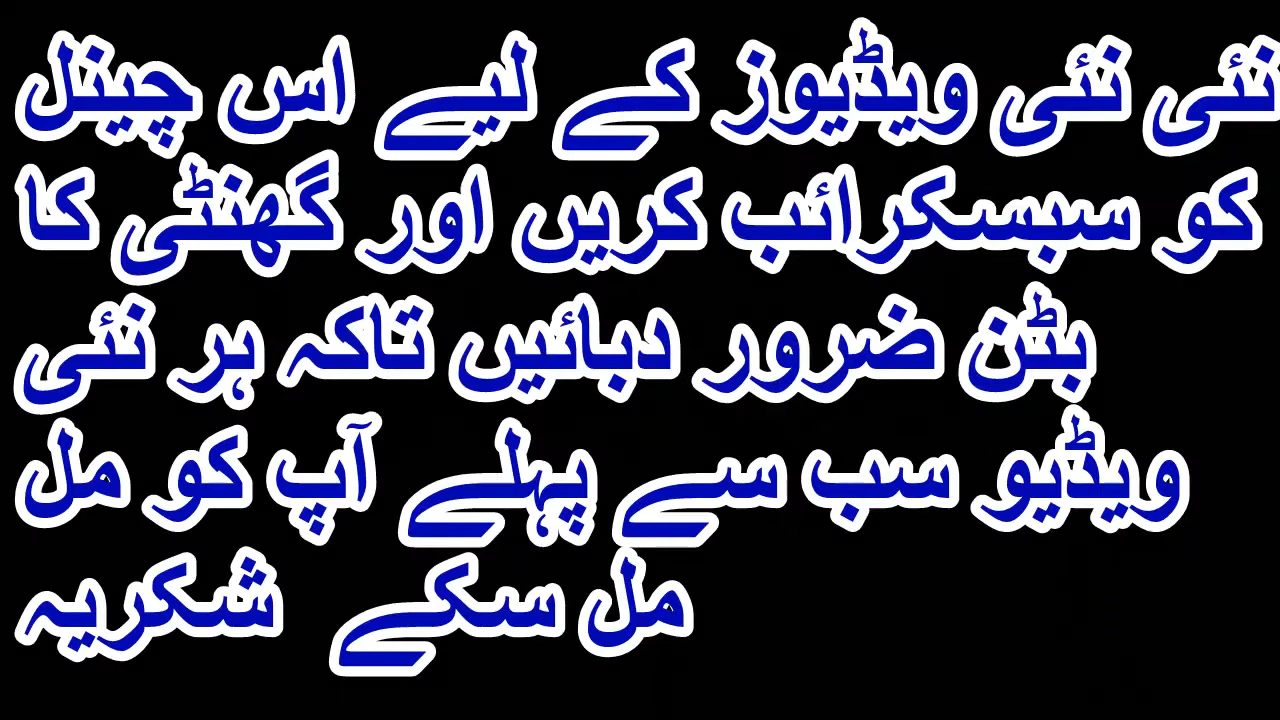 نئی نئی ویڈیوز کے لیے اس چینل
کو سبسکرائب کریں اور گھنٹی کا
بٹن ضرور دبائیں تاکہ ہر نئی
ویڈیو سب سے پہلے آپ کو مل
مل سکے شکریہ